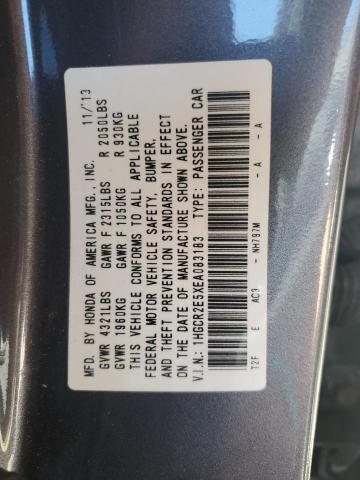 MFD. BY HONDA OF AMERICA MFG., INC. 11/'13
GVWR 4321LBS GAWR F 2315LBS R 2050LBS
GVWR 1960KG GAWR F 1050KG R 930KG
THIS VEHICLE CONFORMS TO ALL APPLICABLE
FEDERAL MOTOR VEHICLE SAFETY, BUMPER,
AND THEFT PREVENTION STANDARDS IN EFFECT
ON THE DATE OF MANUFACTURE SHOWN ABOVE.
V.I.N.: 1HGCR2E5XEA083183 TYPE: PASSENGER CAR
T2F E AC3 - NH797M - A - A